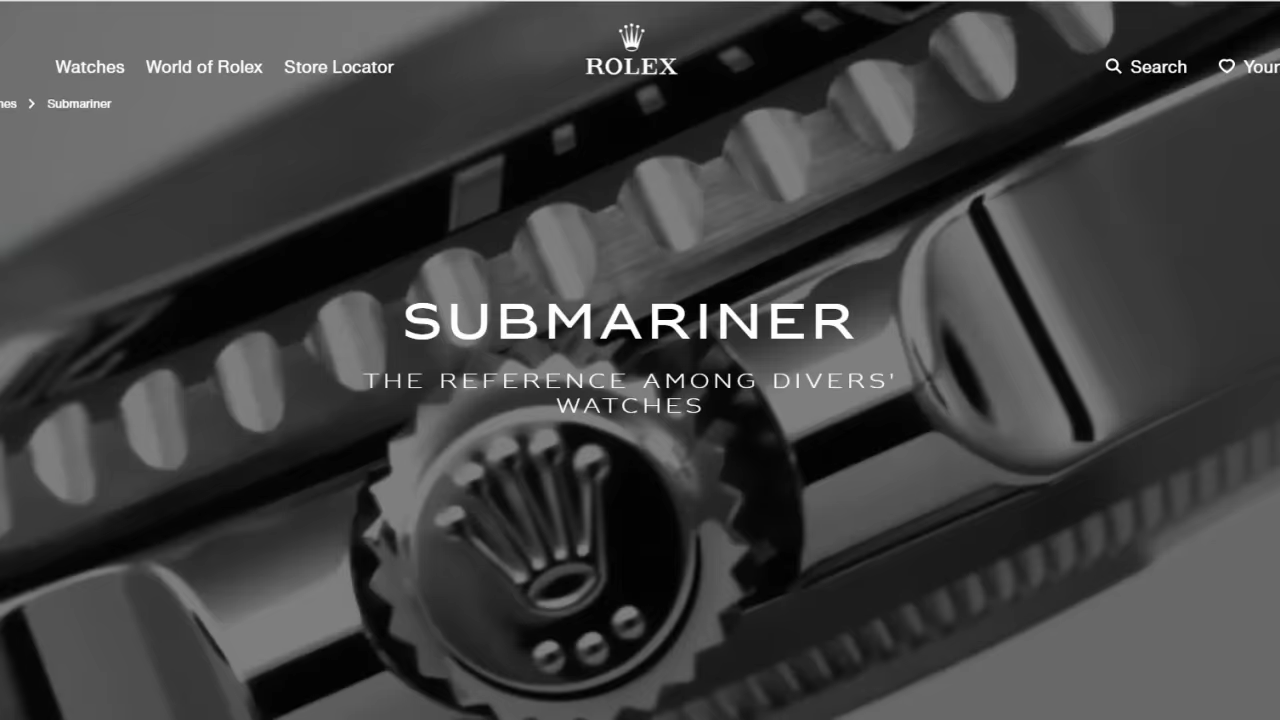 Watches World of Rolex Store Locator
ROLEX
Search
Submariner
SUBMARINER
THE REFERENCE AMONG DIVERS'
WATCHES